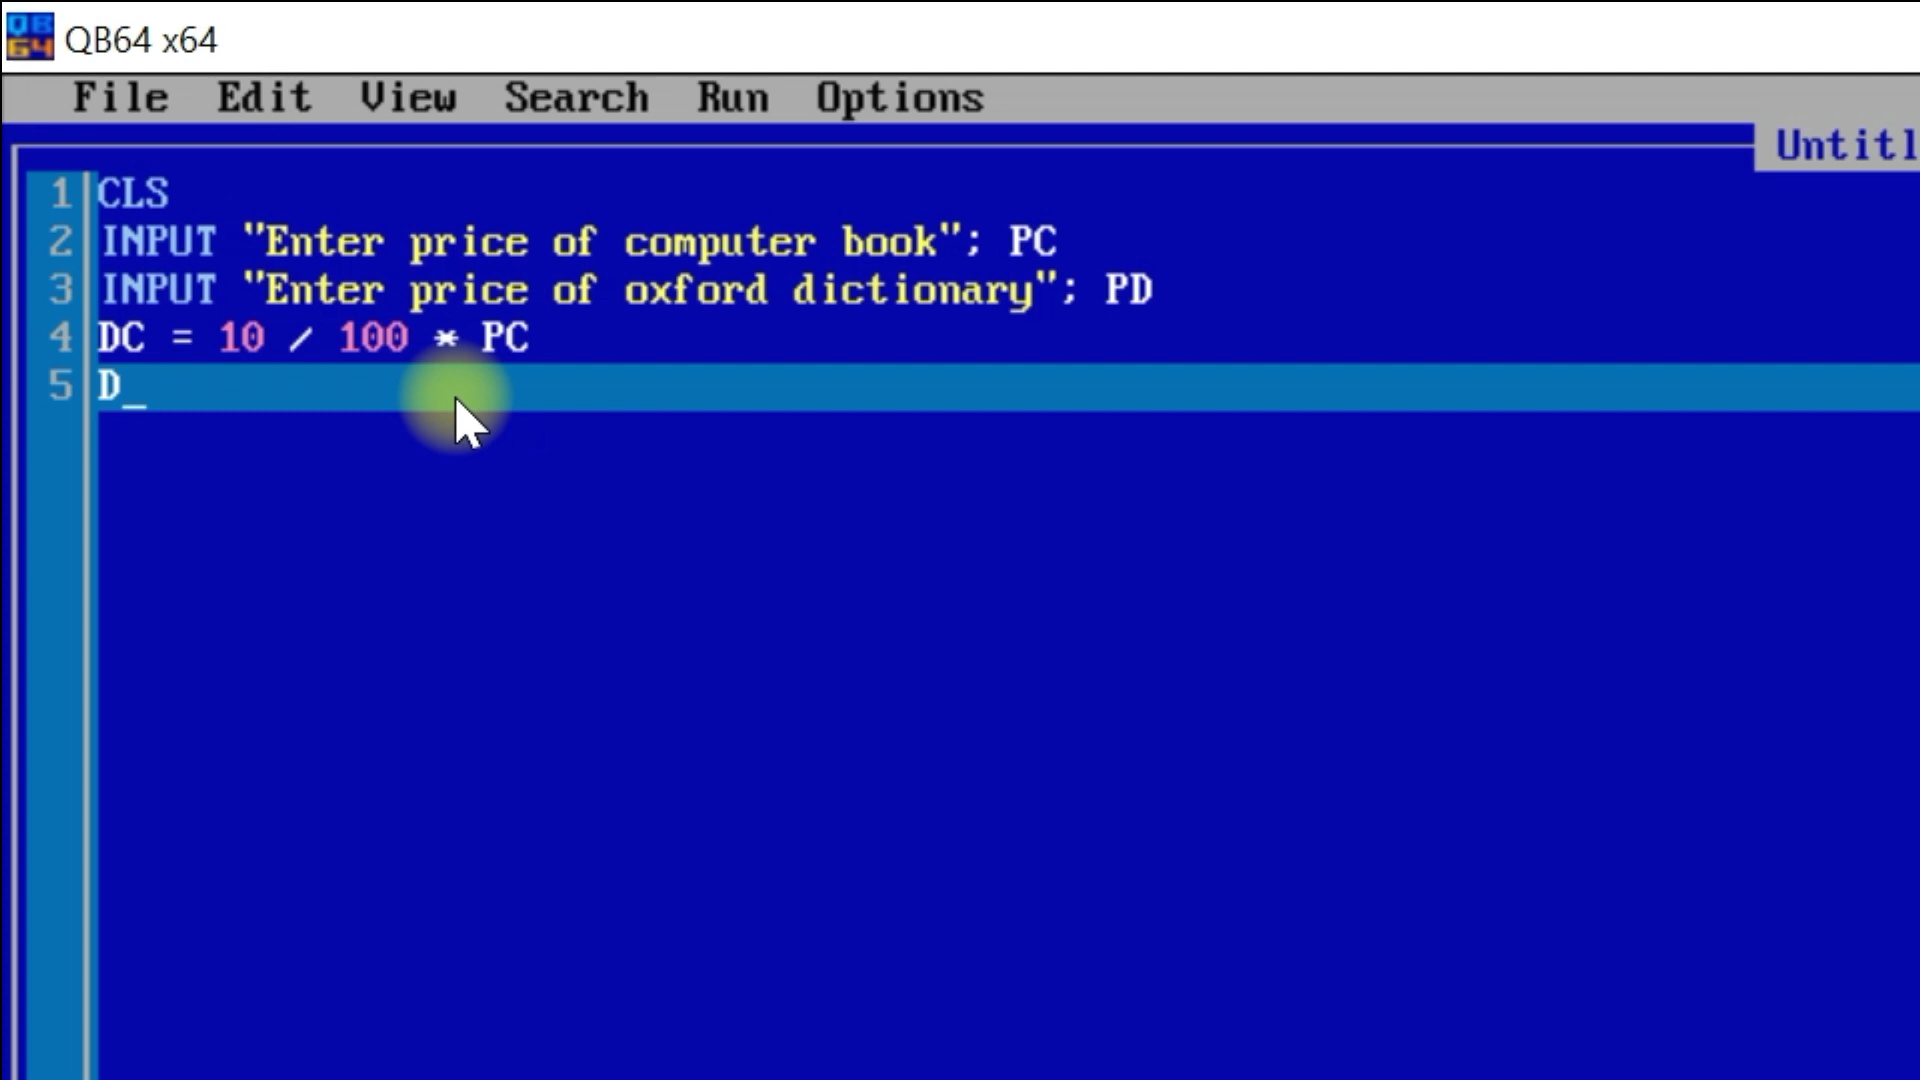 QB64 x64
File Edit View Search Run Options
Untitl
1 CLS
2 INPUT "Enter price of computer book"; PC
3 INPUT "Enter price of oxford dictionary"; PD
4 DC = 10 / 100 * PC
5 D_